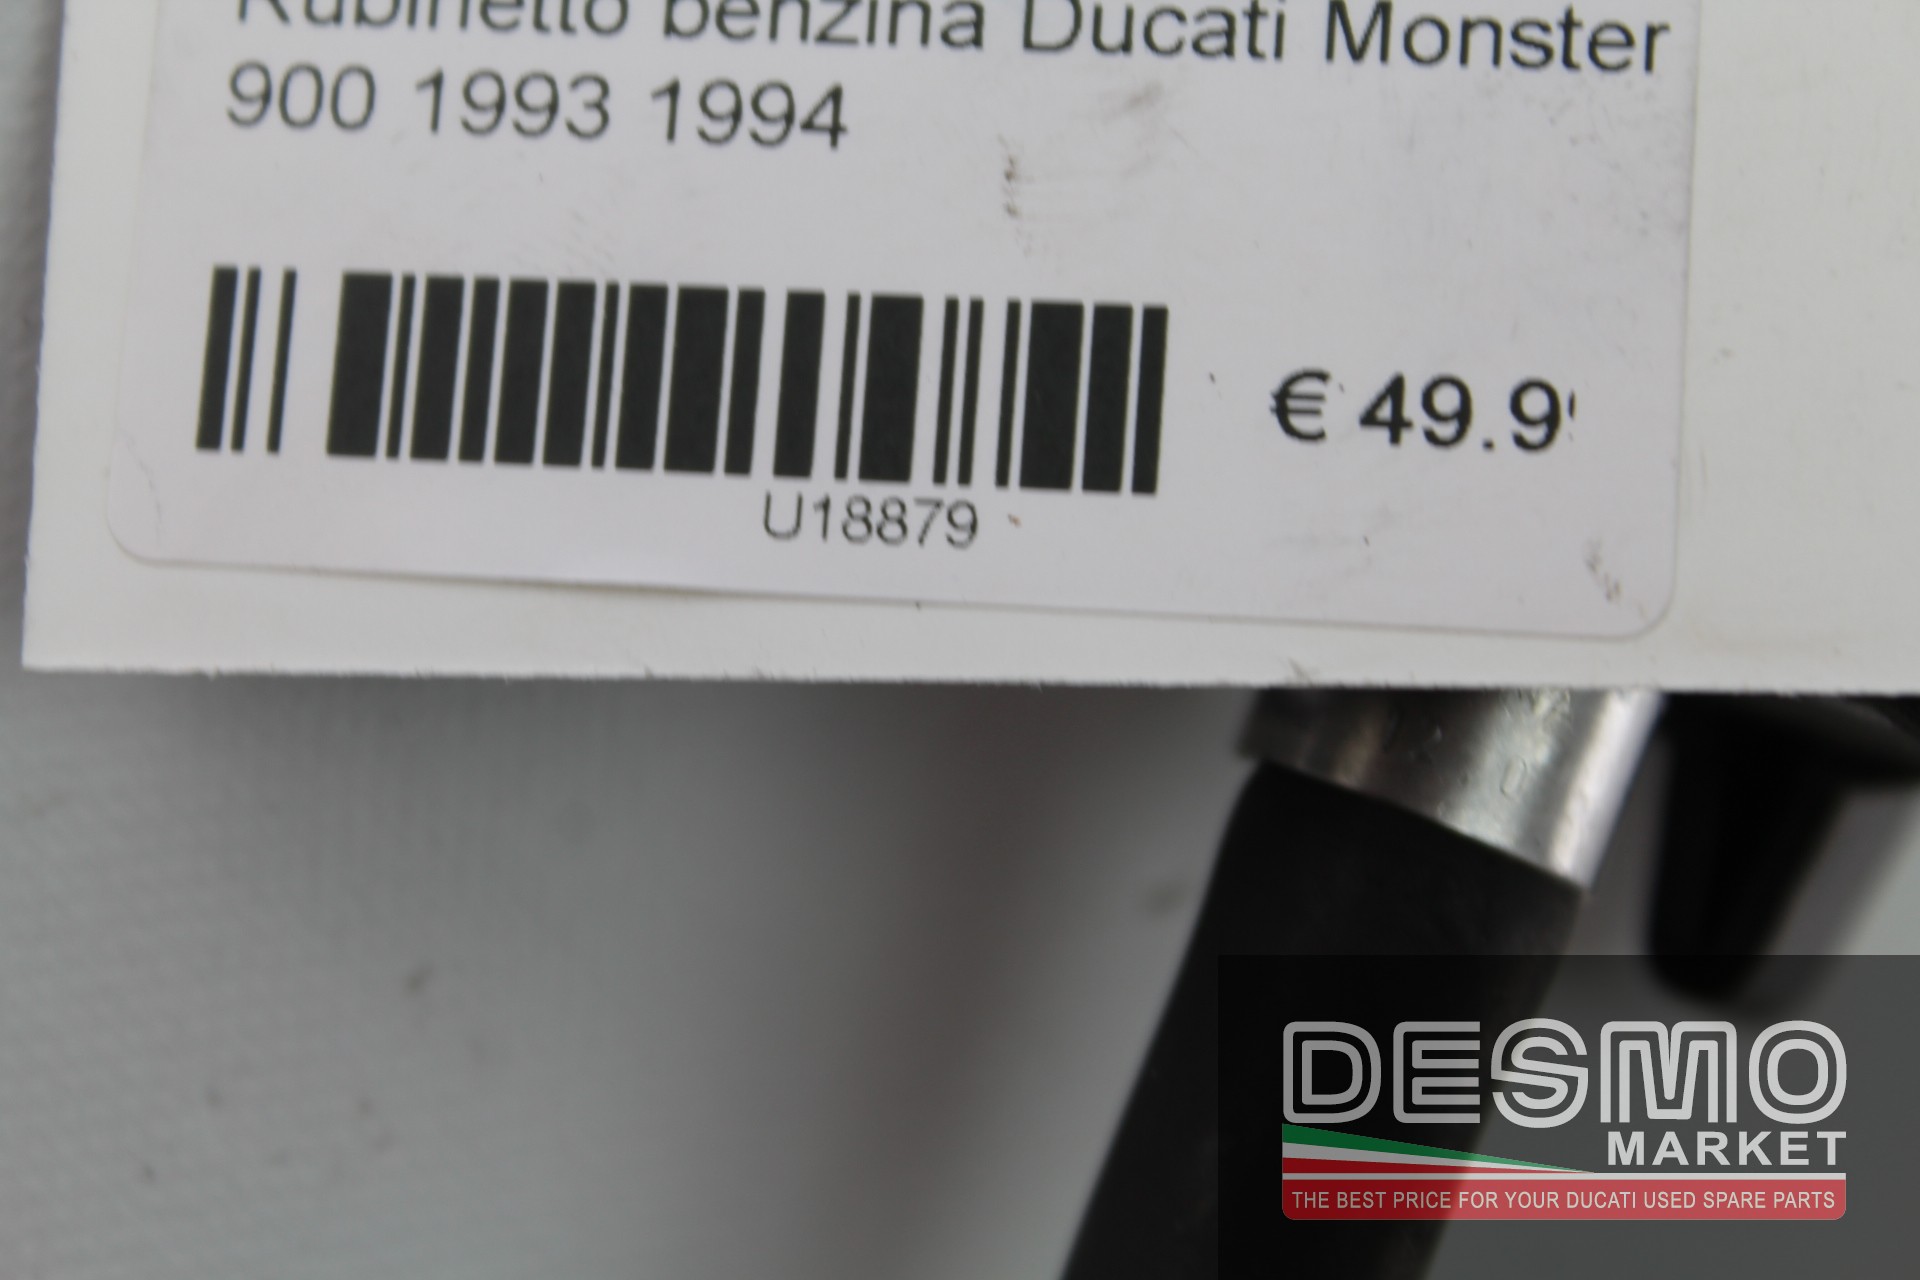 Rubinetto benzina Ducati Monster
900 1993 1994
€ 49.9
U18879
DESMO
MARKET
THE BEST PRICE FOR YOUR DUCATI USED SPARE PARTS